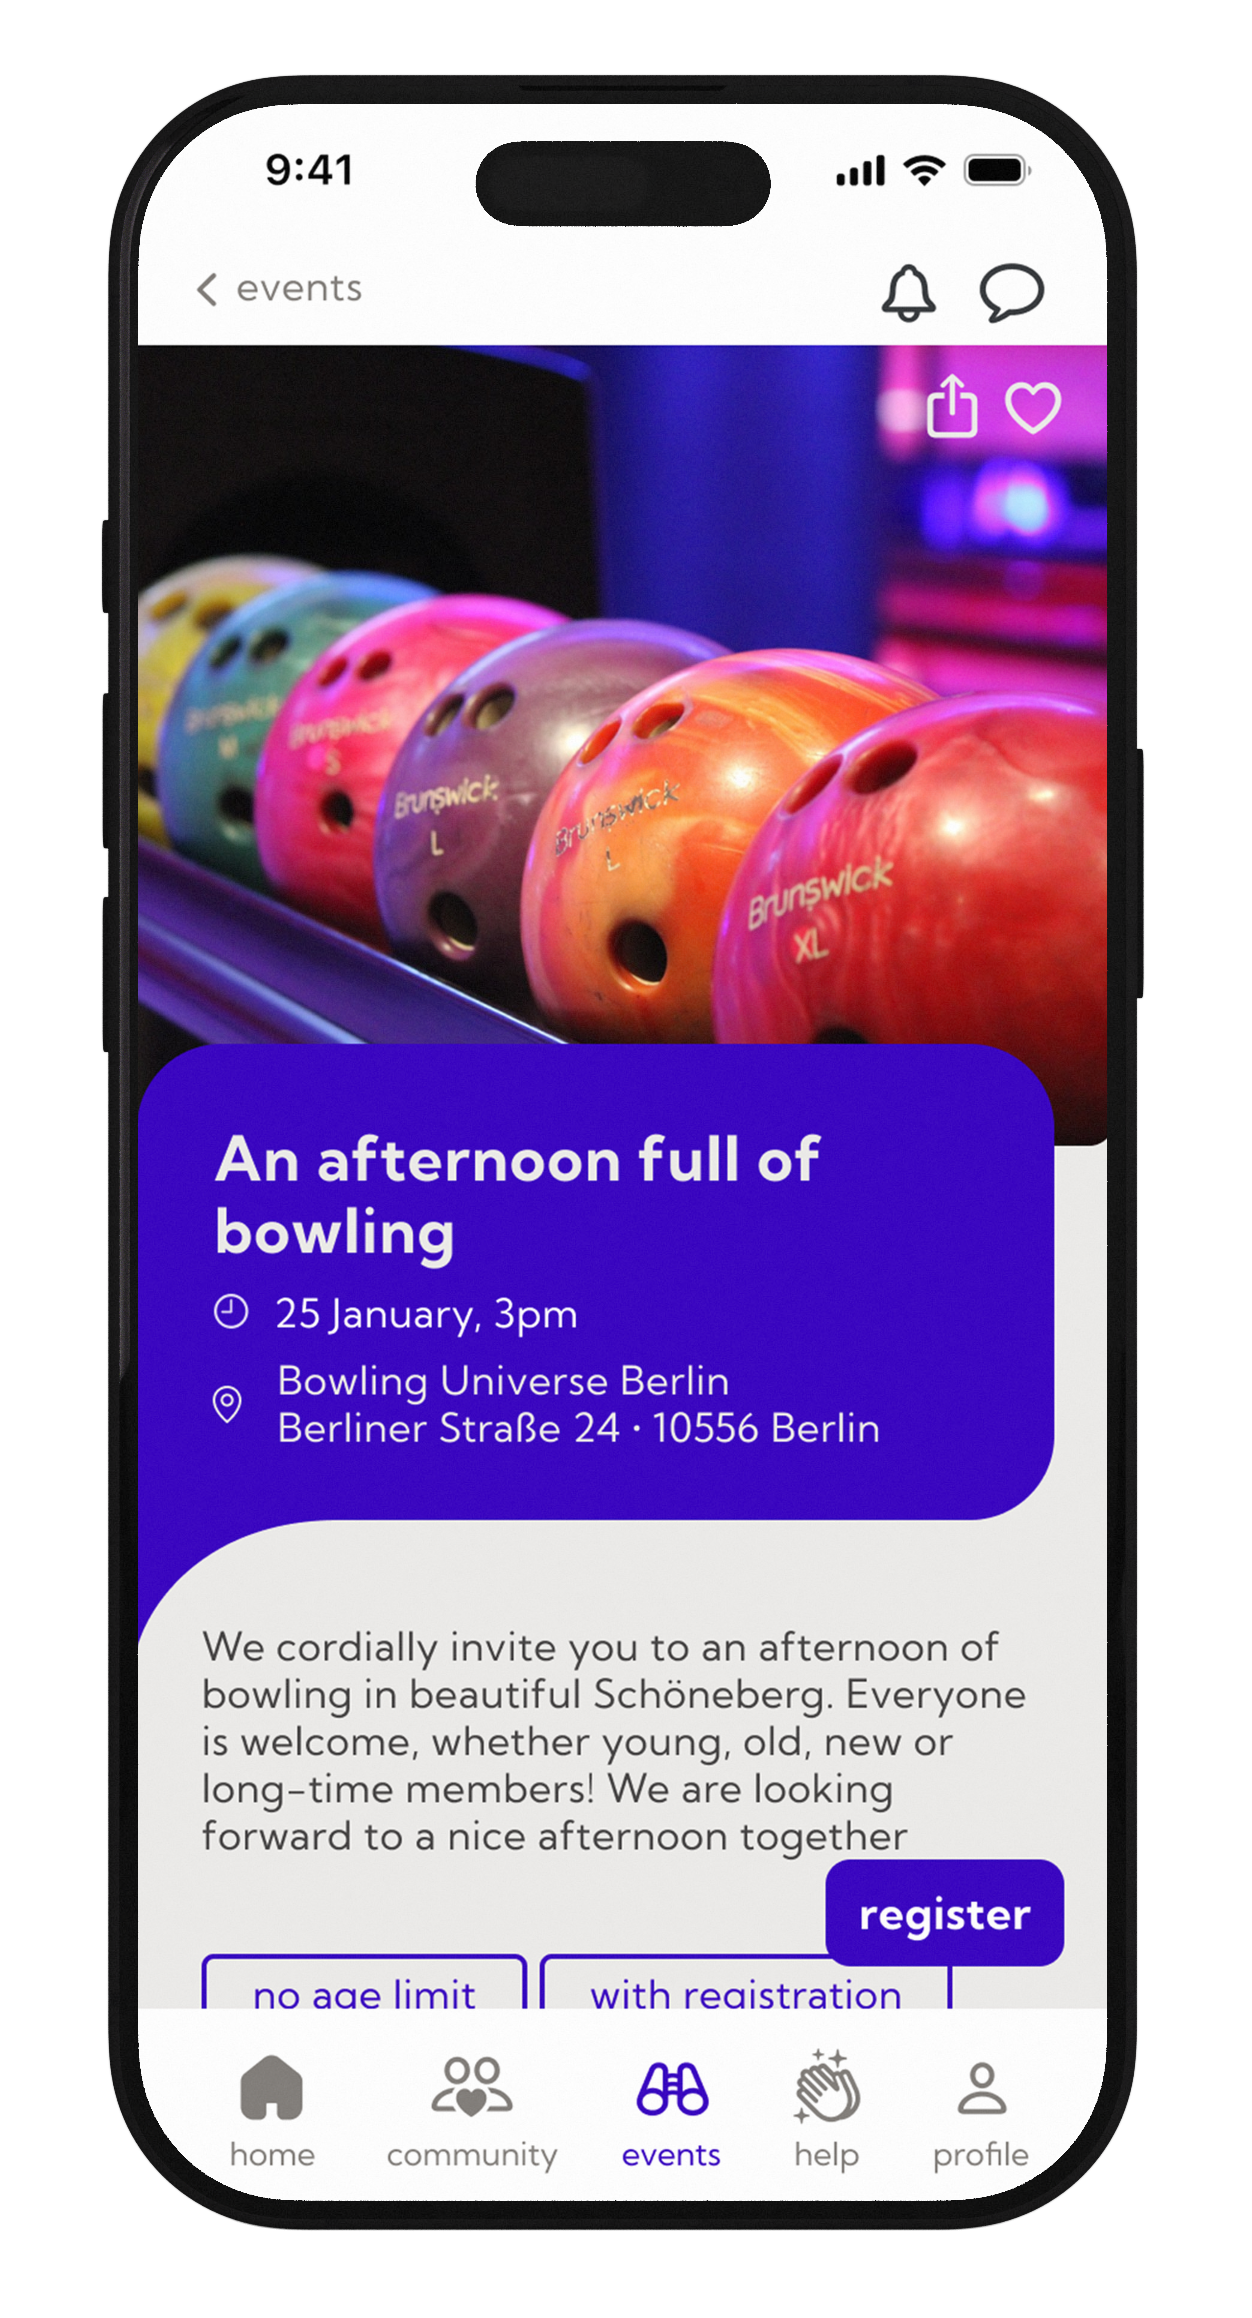 9:41
events
Brunswick
M
Brunswick
S
Brunswick
L
Brunswick
L
Brunswick
XL
An afternoon full of
bowling
25 January, 3pm
Bowling Universe Berlin
Berliner Straße 24 · 10556 Berlin
We cordially invite you to an afternoon of
bowling in beautiful Schöneberg. Everyone
is welcome, whether young, old, new or
long-time members! We are looking
forward to a nice afternoon together
register
no age limit
with registration
home
community
events
help
profile